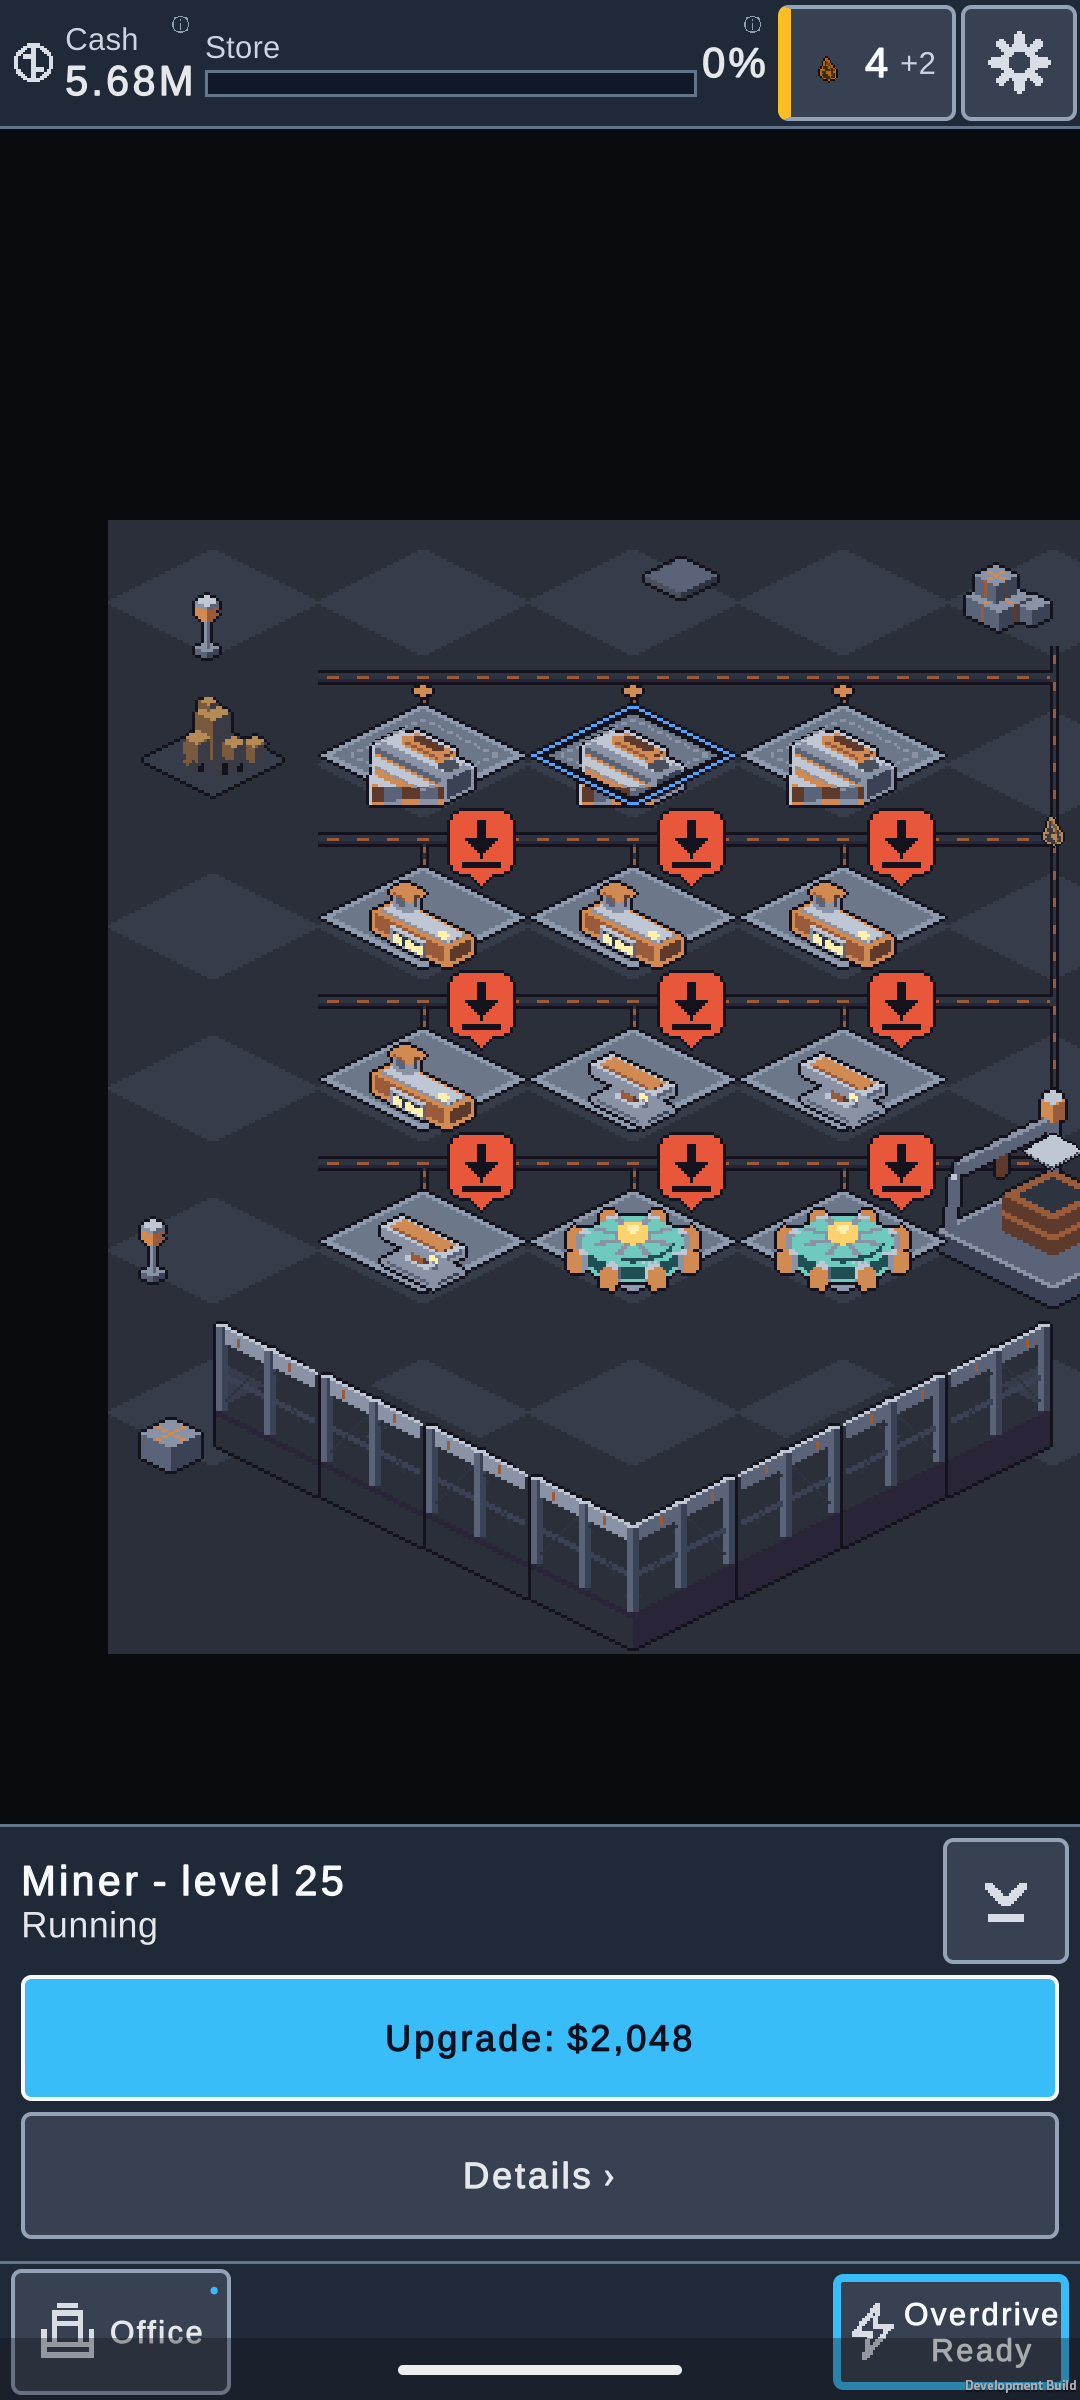 Cash
Store
5.68M
0%
4 +2
Miner - level 25
Running
Upgrade: $2,048
Details ›
Office
Overdrive
Ready
Development Build